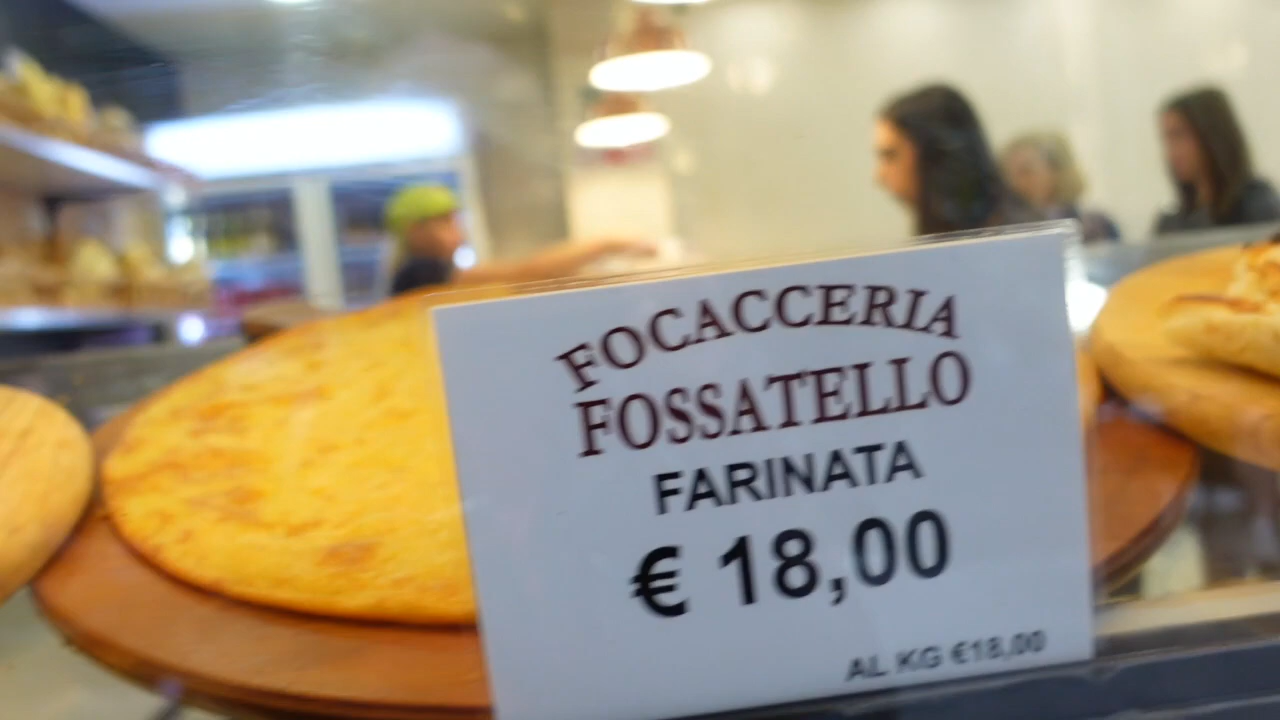 FOCACCERIA
FOSSATELLO
FARINATA
€ 18,00
AL KG €18,00